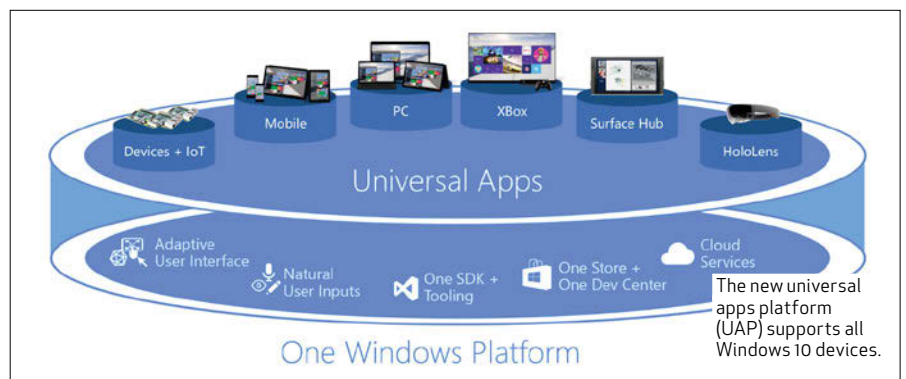 Devices + IoT
Mobile
PC
XBox
Surface Hub
HoloLens
Universal Apps
Adaptive
User Interface
Natural
User Inputs
One SDK +
Tooling
One Store +
One Dev Center
Cloud
Services
The new universal
apps platform
(UAP) supports all
Windows 10 devices.
One Windows Platform